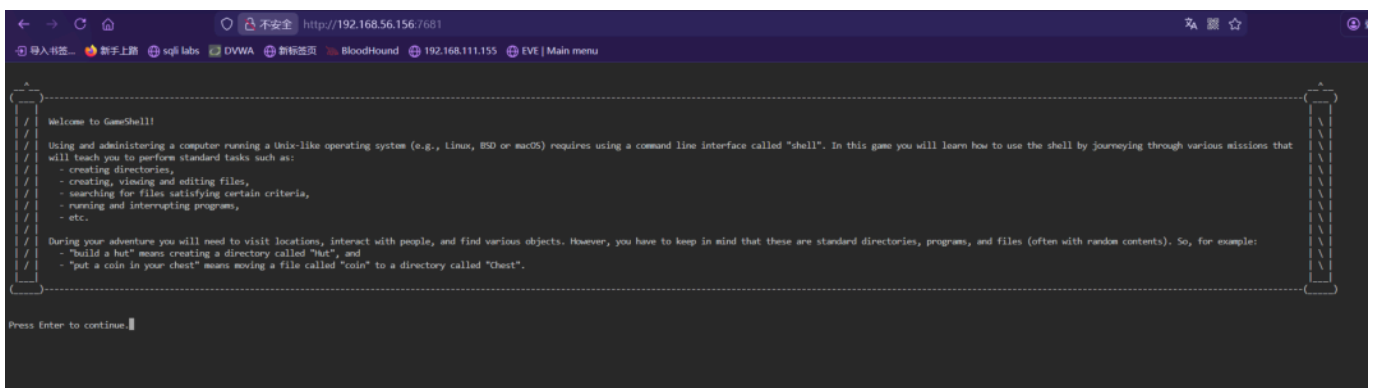 不安全 http://192.168.56.156:7681
导入书签... 新手上路 sqli labs DVWA 新标签页 BloodHound 192.168.111.155 EVE | Main menu
Welcome to GameShell!
Using and administering a computer running a Unix-like operating system (e.g., Linux, BSD or macOS) requires using a command line interface called "shell". In this game you will learn how to use the shell by journeying through various missions that
will teach you to perform standard tasks such as:
- creating directories,
- creating, viewing and editing files,
- searching for files satisfying certain criteria,
- running and interrupting programs,
- etc.
During your adventure you will need to visit locations, interact with people, and find various objects. However, you have to keep in mind that these are standard directories, programs, and files (often with random contents). So, for example:
- "build a hut" means creating a directory called "Hut", and
- "put a coin in your chest" means moving a file called "coin" to a directory called "Chest".
Press Enter to continue.